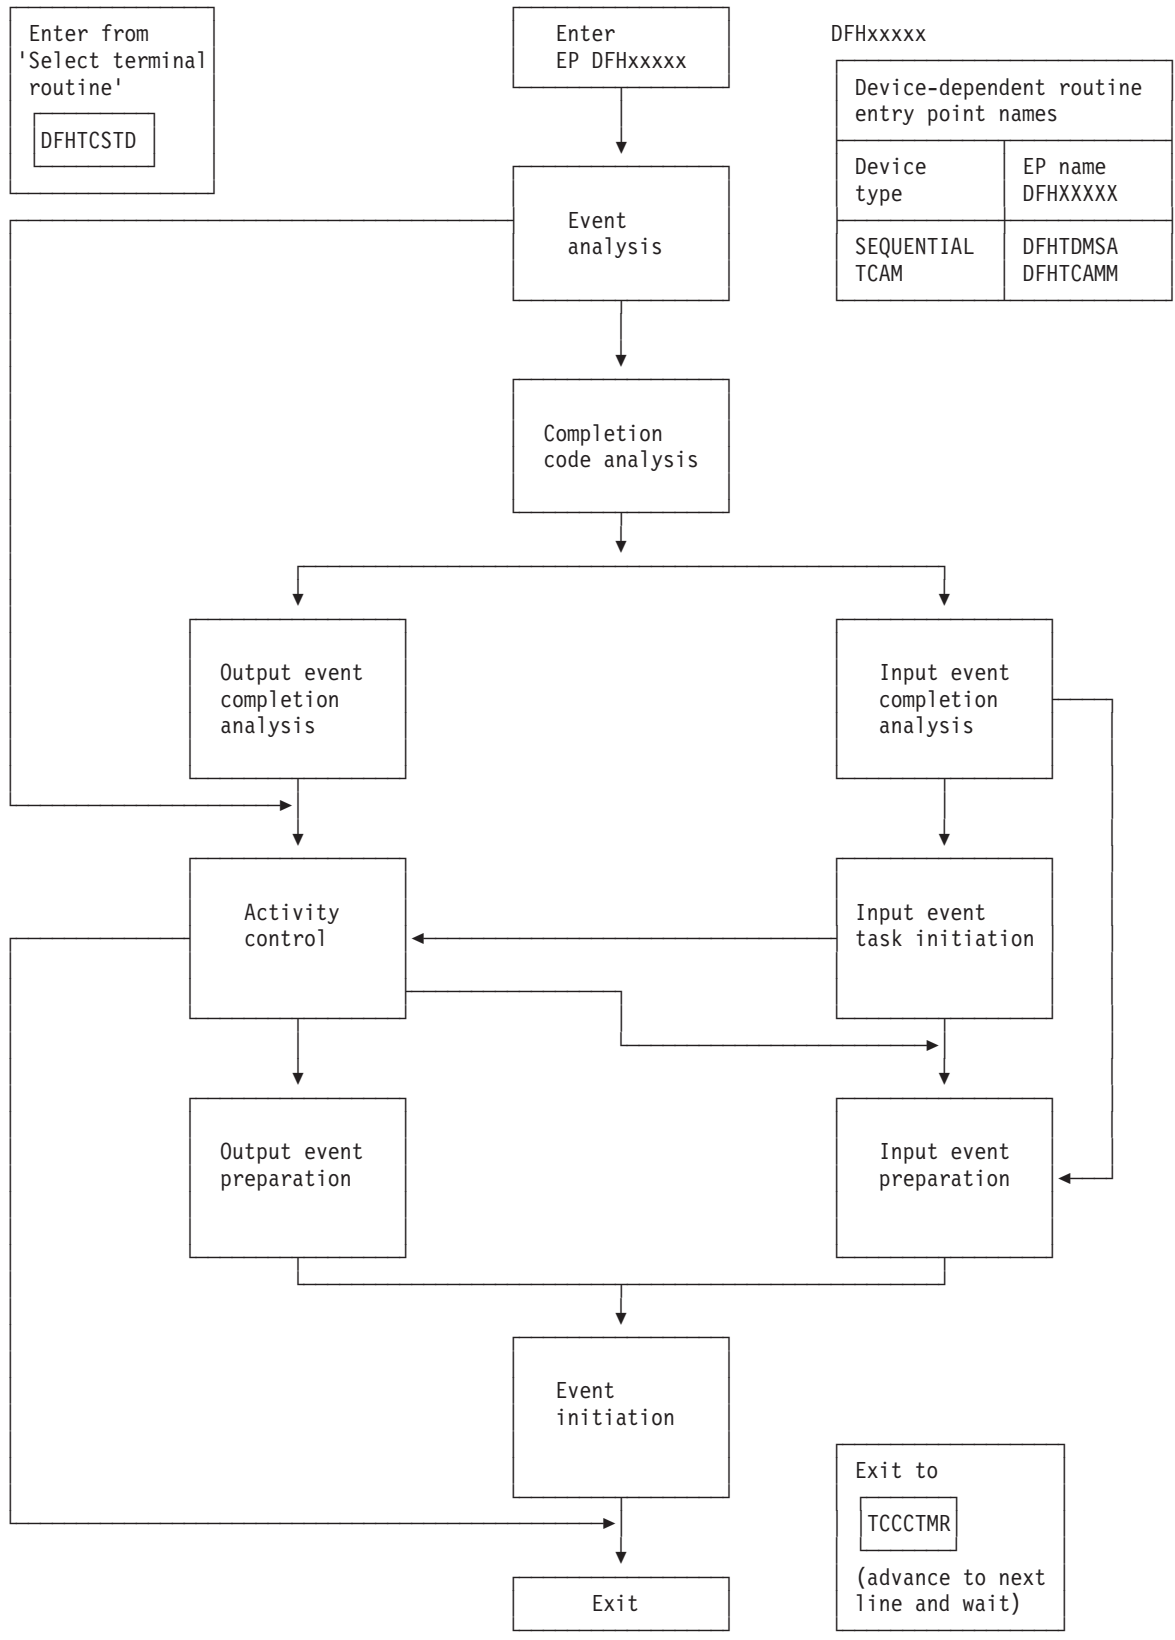 Enter from
'Select terminal
routine'
DFHTCSTD
Enter
EP DFHxxxxx
DFHxxxxx
Device-dependent routine
entry point names
Device
type
EP name
DFHXXXXX
SEQUENTIAL DFHTDMSA
TCAM DFHTCAMM
Event
analysis
Completion
code analysis
Output event
completion
analysis
Input event
completion
analysis
Activity
control
Input event
task initiation
Output event
preparation
Input event
preparation
Event
initiation
Exit to
TCCCTMR
(advance to next
line and wait)
Exit